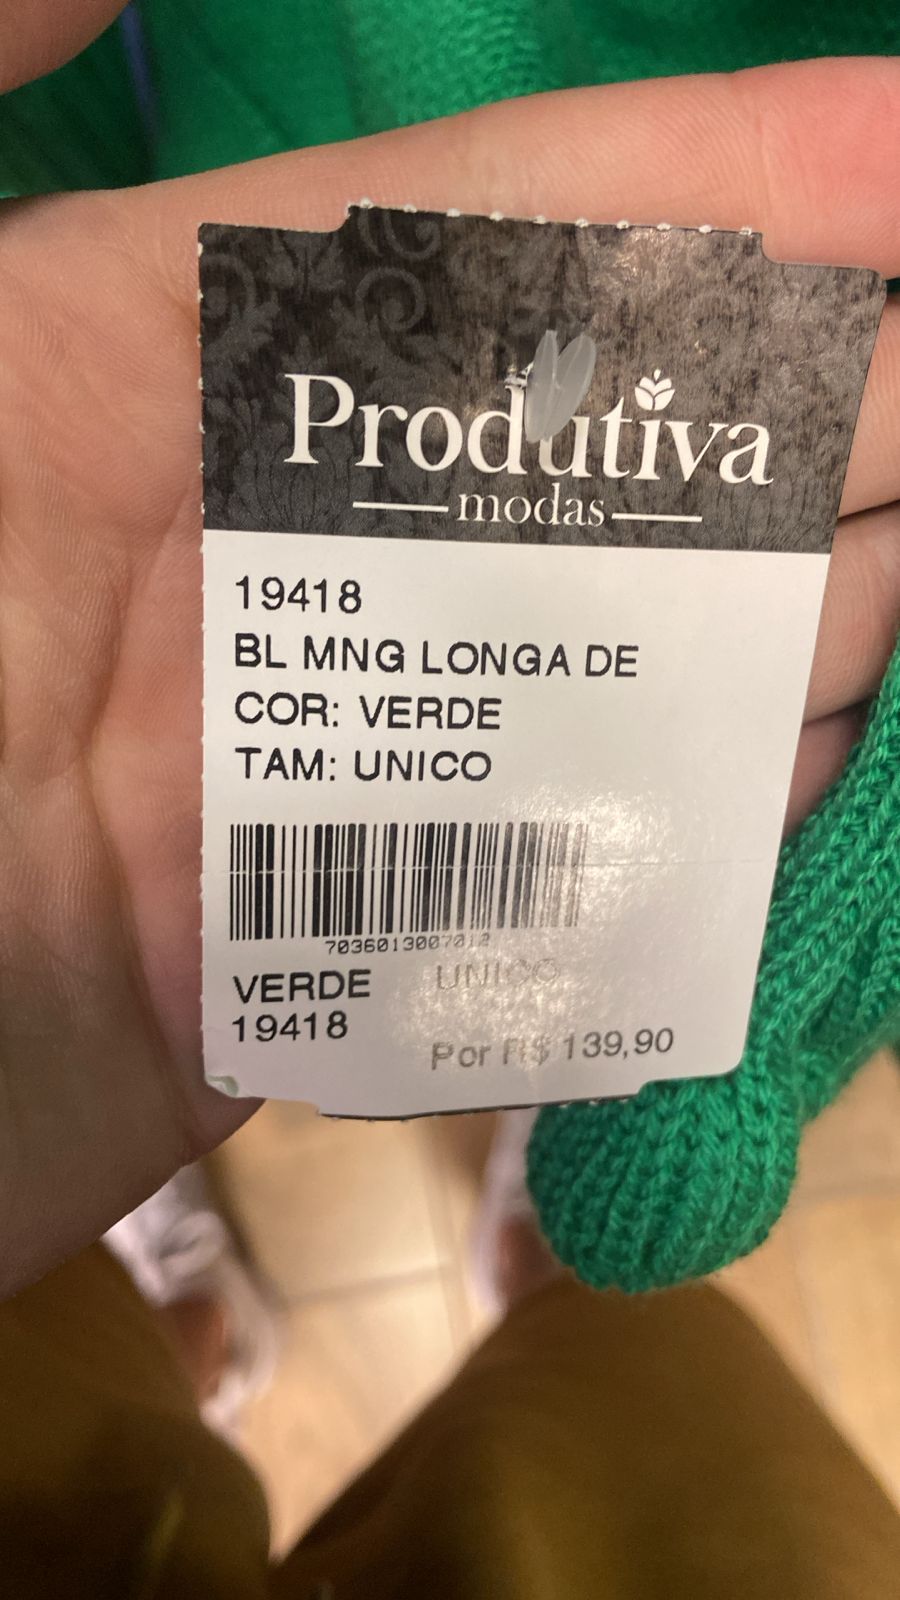 Produtiva
modas
19418
BL MNG LONGA DE
COR: VERDE
TAM: UNICO
7036013007012
VERDE UNICO
19418
Por R$ 139,90